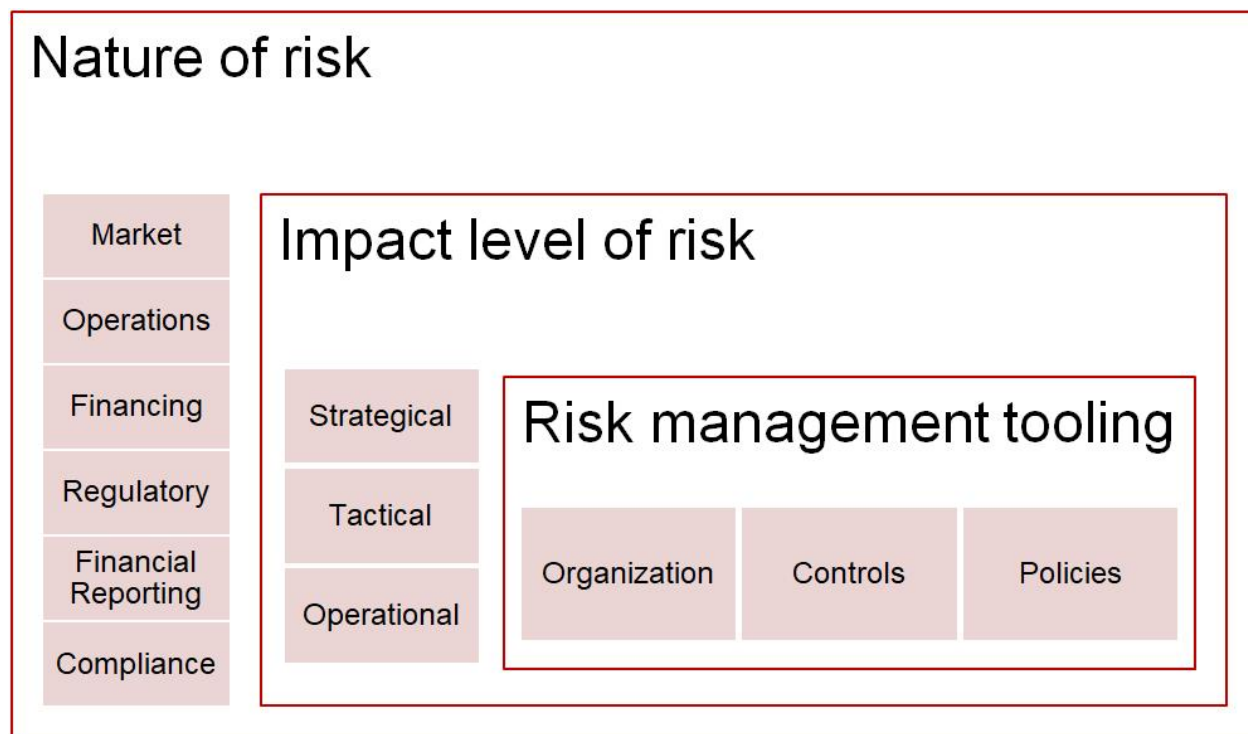 Nature of risk
Market
Operations
Financing
Regulatory
Financial
Reporting
Compliance
Impact level of risk
Strategical
Tactical
Operational
Risk management tooling
Organization
Controls
Policies